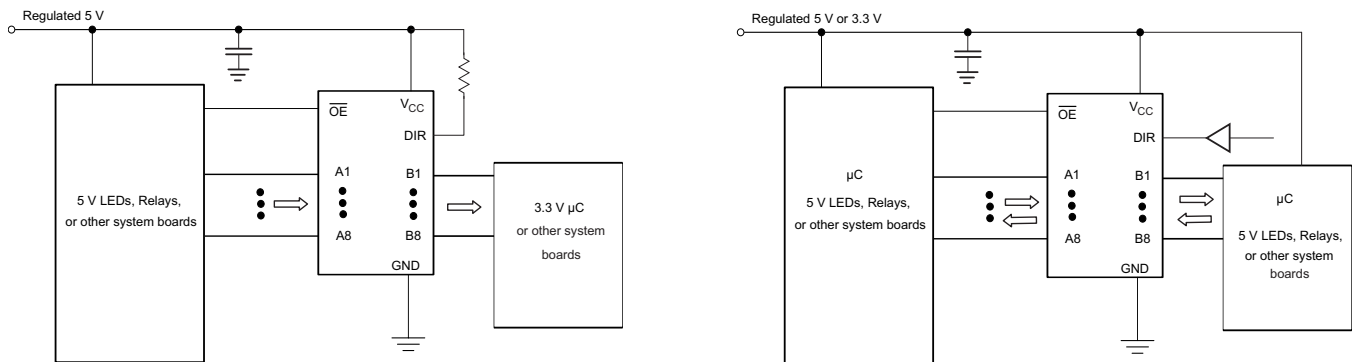 Regulated 5 V
OE
VCC
DIR
A1
B1
A8
B8
GND
5 V LEDs, Relays,
or other system boards
3.3 V µC
or other system
boards
Regulated 5 V or 3.3 V
OE
VCC
DIR
A1
B1
A8
B8
GND
µC
5 V LEDs, Relays,
or other system boards
µC
5 V LEDs, Relays,
or other system
boards